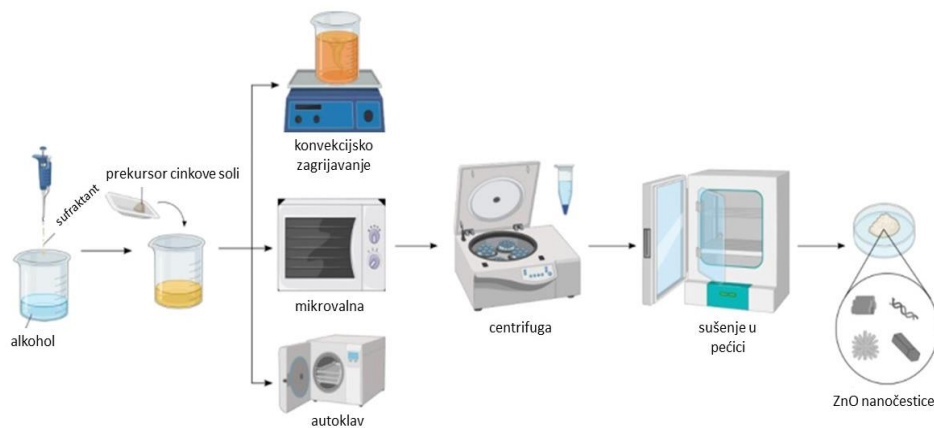 alkohol
sufraktant
prekursor cinkove soli
konvekcijsko
zagrijavanje
mikrovalna
autoklav
centrifuga
sušenje u
pećici
ZnO nanočestice